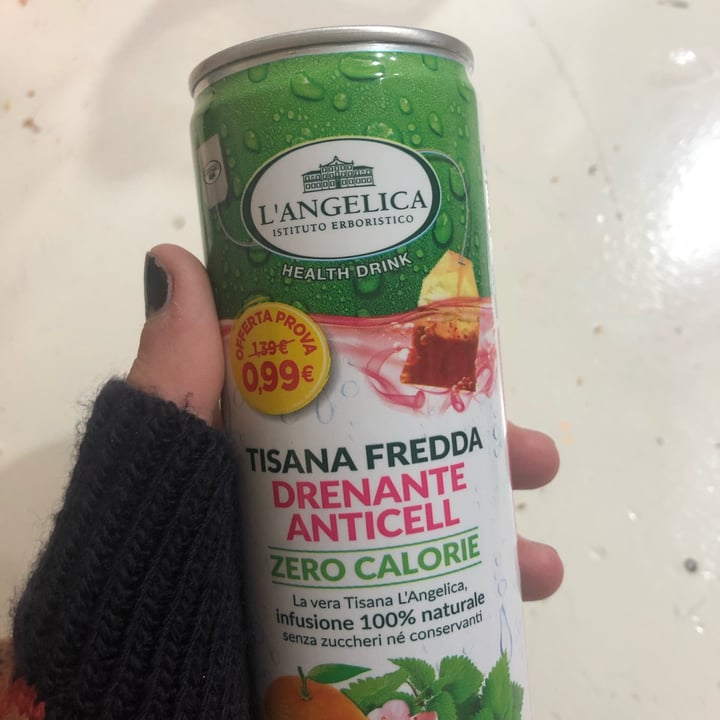 L'ANGELICA
ISTITUTO ERBORISTICO
HEALTH DRINK
OFFERTA PROVA
1,39€
0,99€
TISANA FREDDA
DRENANTE
ANTICELL
ZERO CALORIE
La vera Tisana L'Angelica,
infusione 100% naturale
senza zuccheri né conservanti